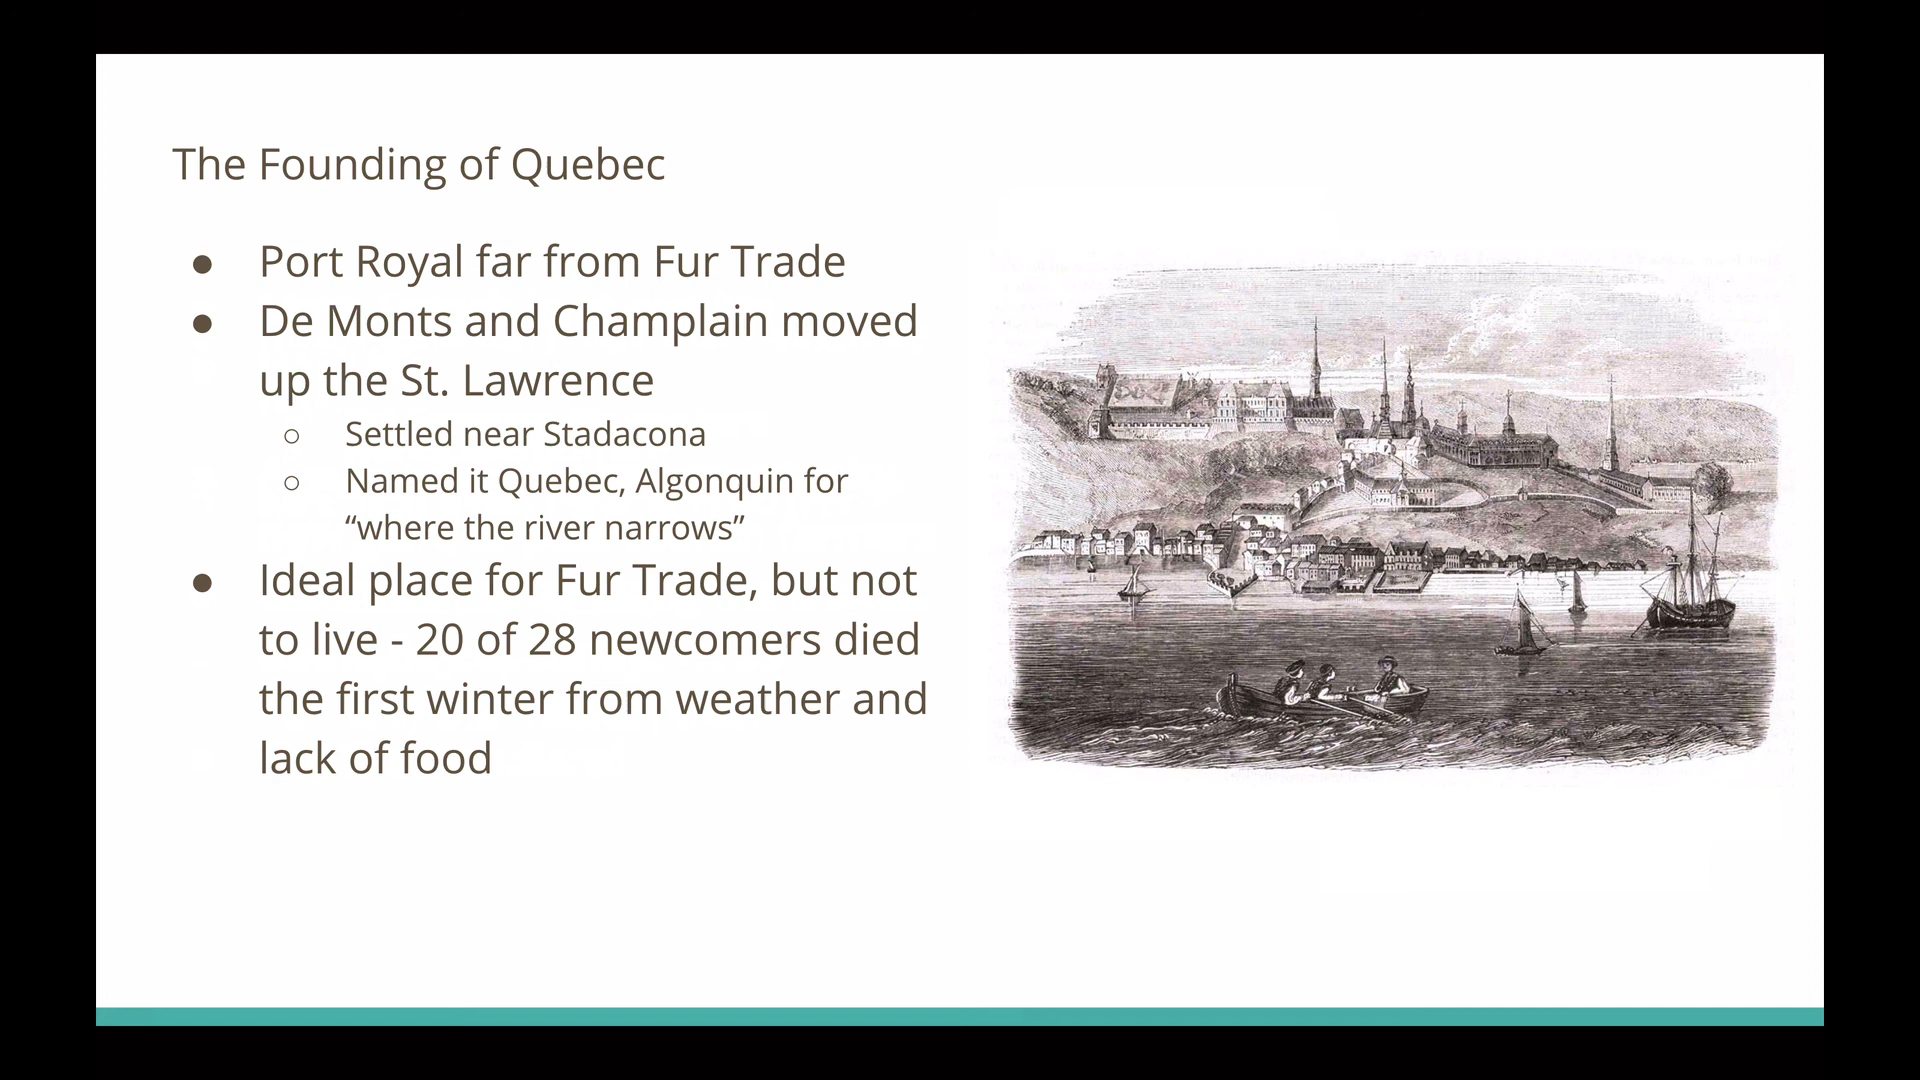 The Founding of Quebec
● Port Royal far from Fur Trade
● De Monts and Champlain moved
up the St. Lawrence
○ Settled near Stadacona
○ Named it Quebec, Algonquin for
“where the river narrows”
● Ideal place for Fur Trade, but not
to live - 20 of 28 newcomers died
the first winter from weather and
lack of food